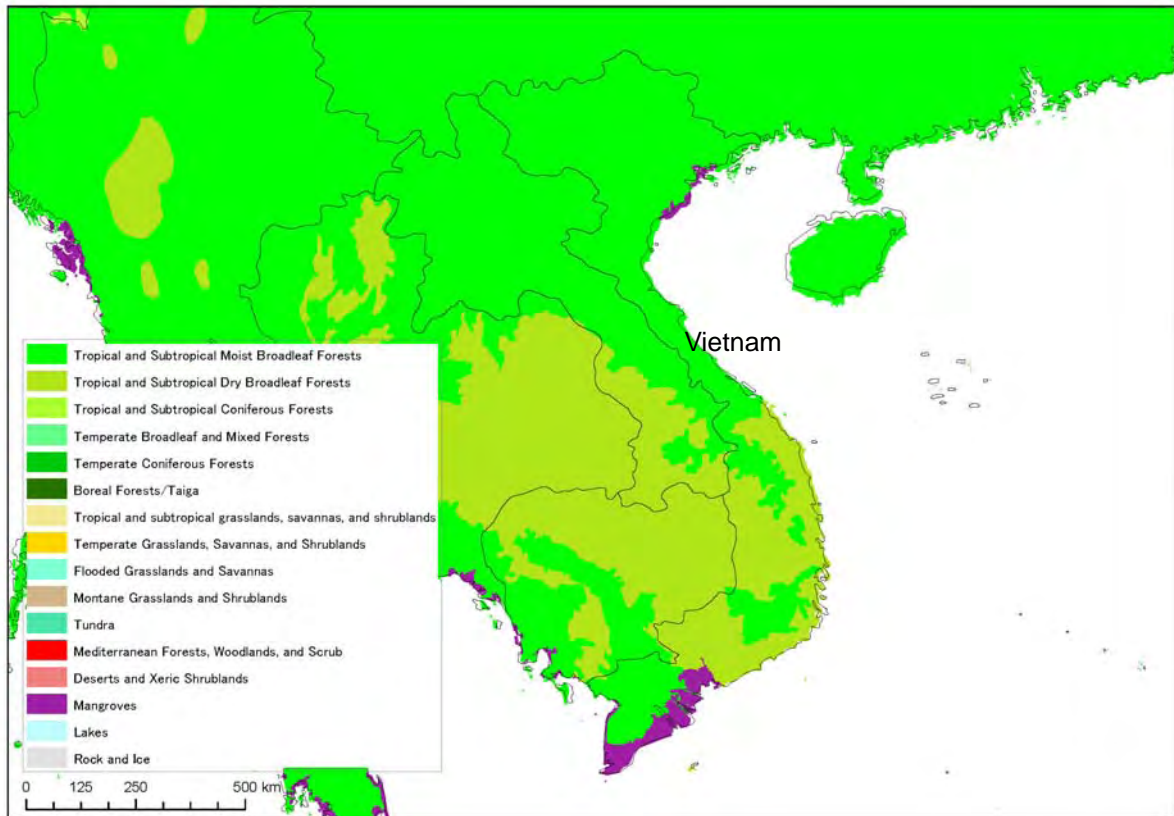 Vietnam
Tropical and Subtropical Moist Broadleaf Forests
Tropical and Subtropical Dry Broadleaf Forests
Tropical and Subtropical Coniferous Forests
Temperate Broadleaf and Mixed Forests
Temperate Coniferous Forests
Boreal Forests/Taiga
Tropical and subtropical grasslands, savannas, and shrublands
Temperate Grasslands, Savannas, and Shrublands
Flooded Grasslands and Savannas
Montane Grasslands and Shrublands
Tundra
Mediterranean Forests, Woodlands, and Scrub
Deserts and Xeric Shrublands
Mangroves
Lakes
Rock and Ice
0 125 250 500 km